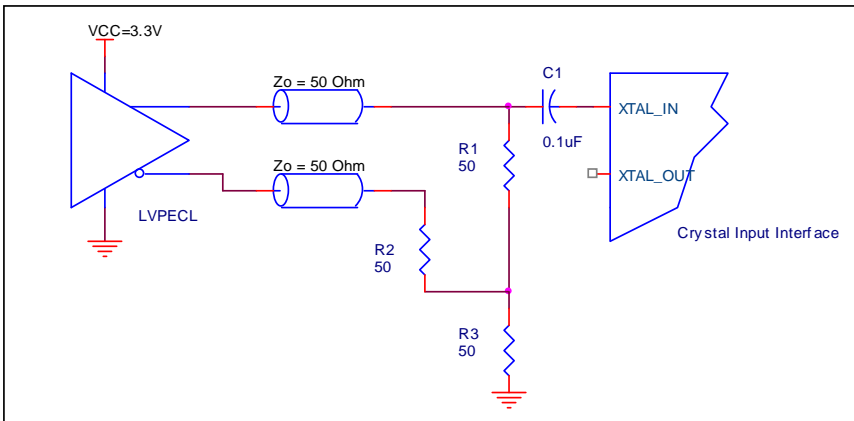 VCC=3.3V
Zo = 50 Ohm
C1
0.1uF
XTAL_IN
R1
50
Zo = 50 Ohm
XTAL_OUT
LVPECL
Crystal Input Interface
R2
50
R3
50